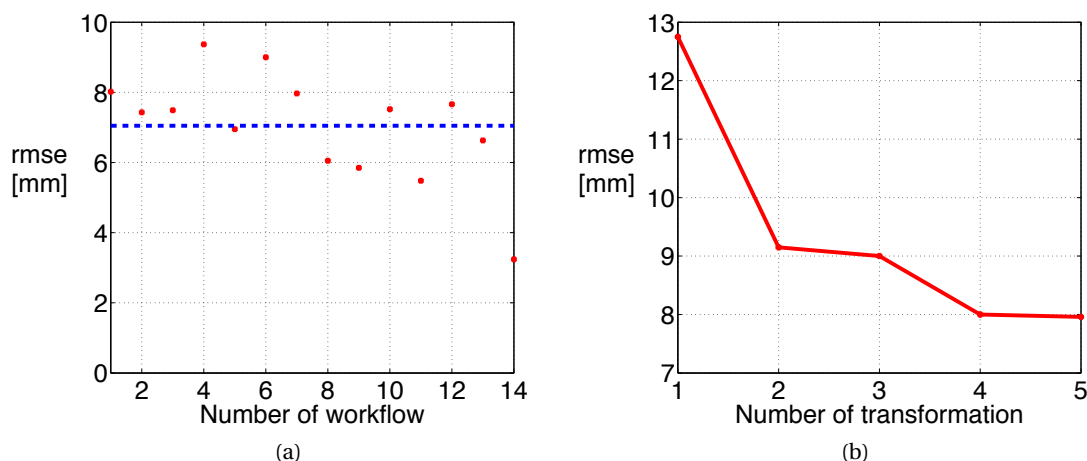 10
8
rmse
6
[mm]
4
2
0
2 4 6 8 10 12 14
Number of workflow
(a)
13
12
11
rmse
[mm]
10
9
8
7
1 2 3 4 5
Number of transformation
(b)